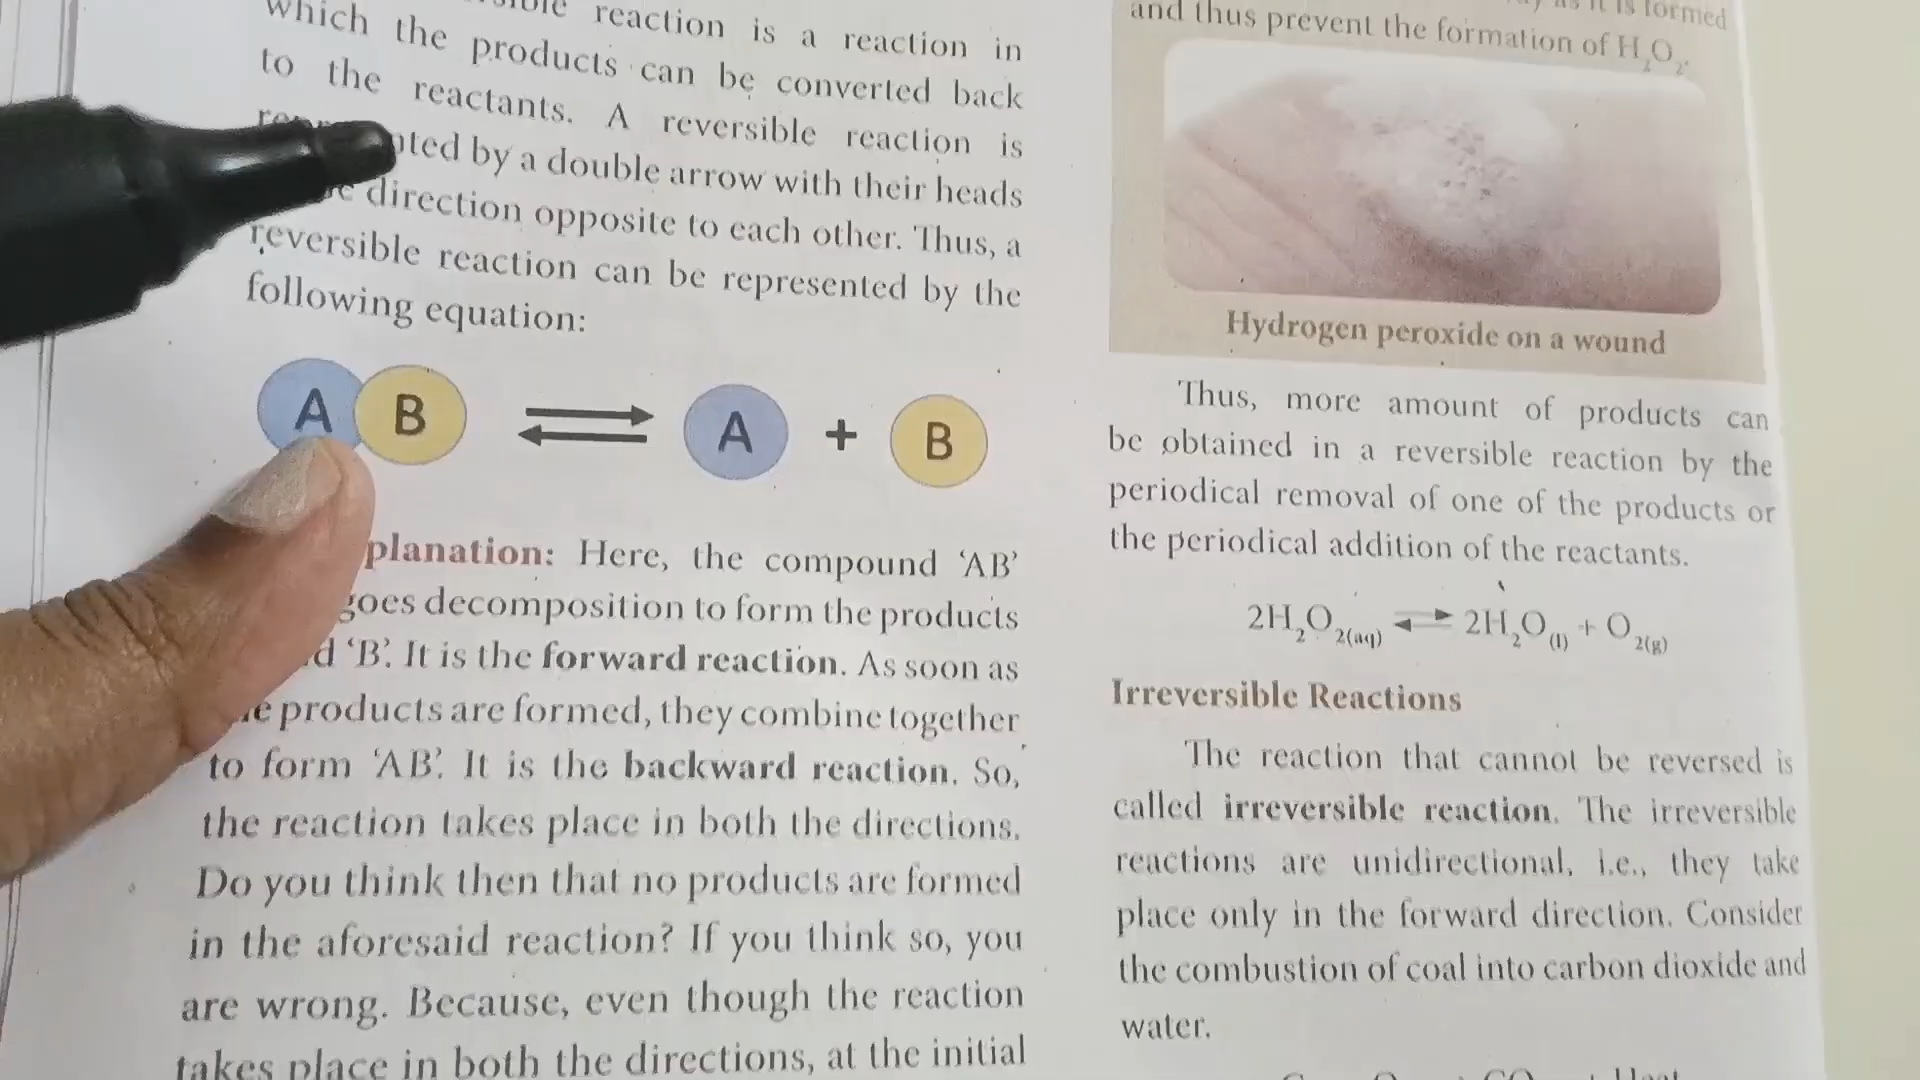 reaction is a reaction in
which the products can be converted back
to the reactants. A reversible reaction is
by a double arrow with their heads
direction opposite to each other. Thus, a
reversible reaction can be represented by the
following equation:
A B ⇌ A + B
planation: Here, the compound ‘AB’
goes decomposition to form the products
‘B’. It is the forward reaction. As soon as
products are formed, they combine together
to form ‘AB’. It is the backward reaction. So,
the reaction takes place in both the directions.
Do you think then that no products are formed
in the aforesaid reaction? If you think so, you
are wrong. Because, even though the reaction
takes place in both the directions, at the initial
as it is formed
and thus prevent the formation of H₂O₂.
Hydrogen peroxide on a wound
Thus, more amount of products can
be obtained in a reversible reaction by the
periodical removal of one of the products or
the periodical addition of the reactants.
2H₂O₂(aq) ⇌ 2H₂O(l) + O₂(g)
Irreversible Reactions
The reaction that cannot be reversed is
called irreversible reaction. The irreversible
reactions are unidirectional, i.e., they take
place only in the forward direction. Consider
the combustion of coal into carbon dioxide and
water.